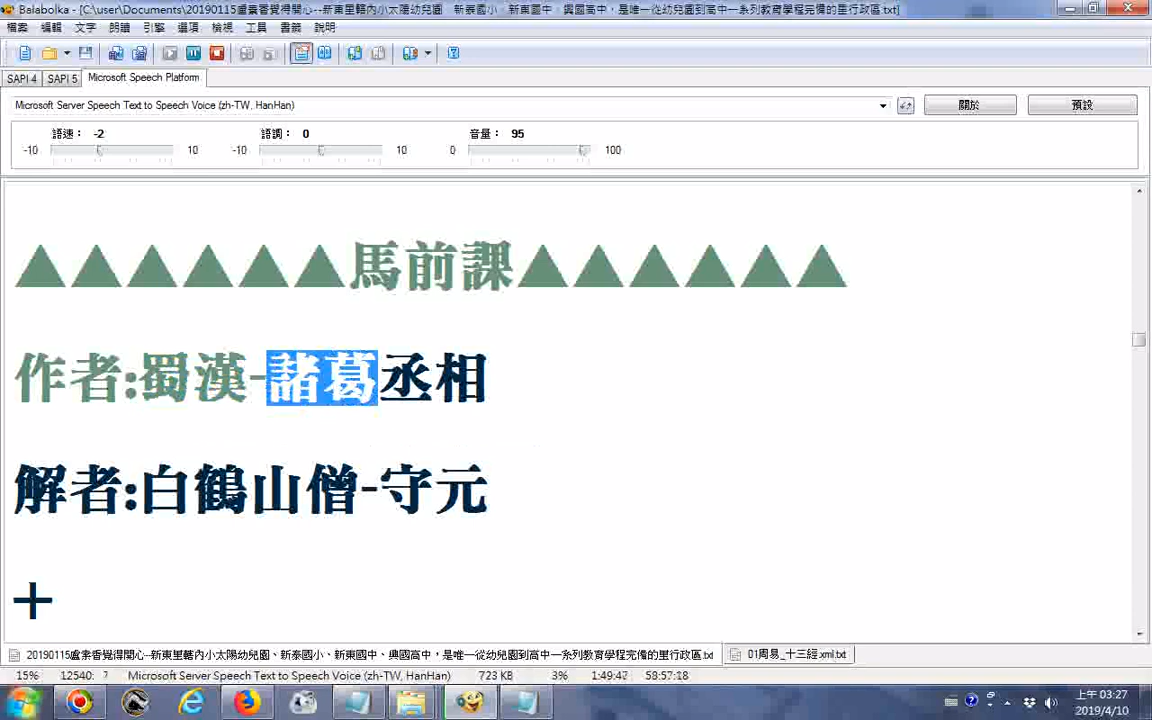 Balabolka - [C:\user\Documents\20190115盧素香覺得開心--新東里轄內小太陽幼兒園、新泰國小、新東國中、興國高中，是唯一從幼兒園到高中一系列教育學程完備的里行政區.txt]
檔案 編輯 文字 朗讀 引擎 選項 檢視 工具 書籤 說明
SAPI 4 SAPI 5 Microsoft Speech Platform
Microsoft Server Speech Text to Speech Voice (zh-TW, HanHan) 關於 預設
語速： -2 語調： 0 音量： 95
-10 10 -10 10 0 100
▲▲▲▲▲▲馬前課▲▲▲▲▲▲
作者:蜀漢-諸葛丞相
解者:白鶴山僧-守元
＋
20190115盧素香覺得開心--新東里轄內小太陽幼兒園、新泰國小、新東國中、興國高中，是唯一從幼兒園到高中一系列教育學程完備的里行政區.txt 01周易_十三經.xml.txt
15% 12540: 7 Microsoft Server Speech Text to Speech Voice (zh-TW, HanHan) 723 KB 3% 1:49:47 58:57:18
上午 03:27
2019/4/10